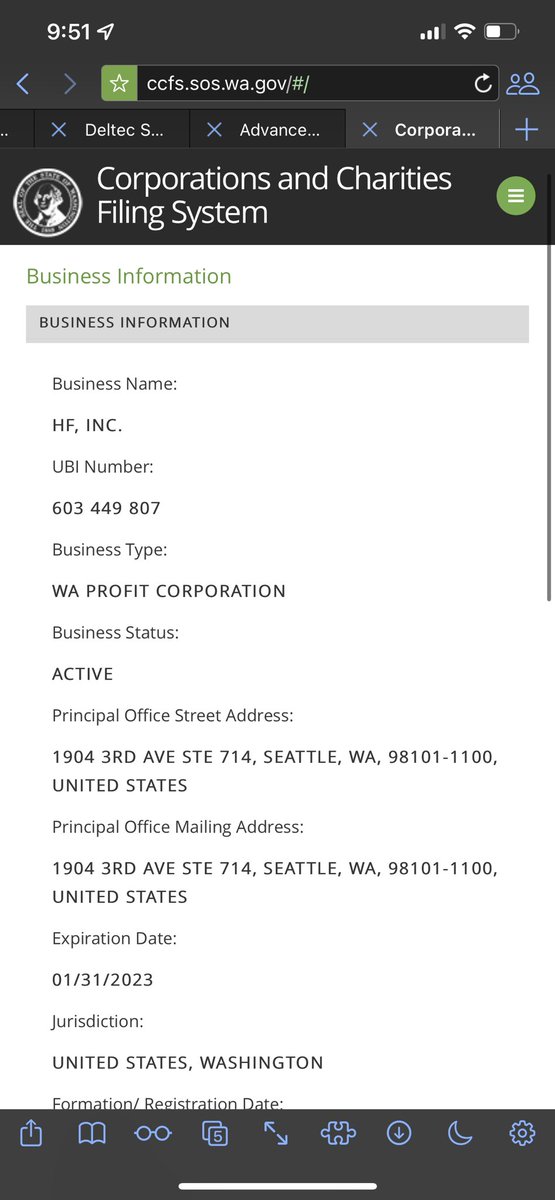 9:51
ccfs.sos.wa.gov/#/
..
Deltec S...
Advance...
Corpora...
Corporations and Charities
Filing System
Business Information
BUSINESS INFORMATION
Business Name:
HF, INC.
UBI Number:
603 449 807
Business Type:
WA PROFIT CORPORATION
Business Status:
ACTIVE
Principal Office Street Address:
1904 3RD AVE STE 714, SEATTLE, WA, 98101-1100,
UNITED STATES
Principal Office Mailing Address:
1904 3RD AVE STE 714, SEATTLE, WA, 98101-1100,
UNITED STATES
Expiration Date:
01/31/2023
Jurisdiction:
UNITED STATES, WASHINGTON
Formation/ Registration Date:
5